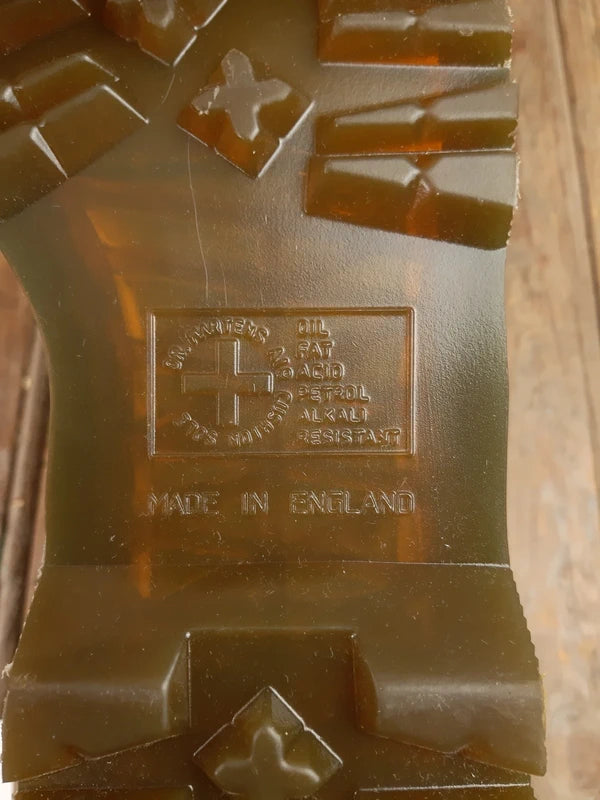 DR. MARTENS AIR
CUSHION SOLE
OIL
FAT
ACID
PETROL
ALKALI
RESISTANT
MADE IN ENGLAND